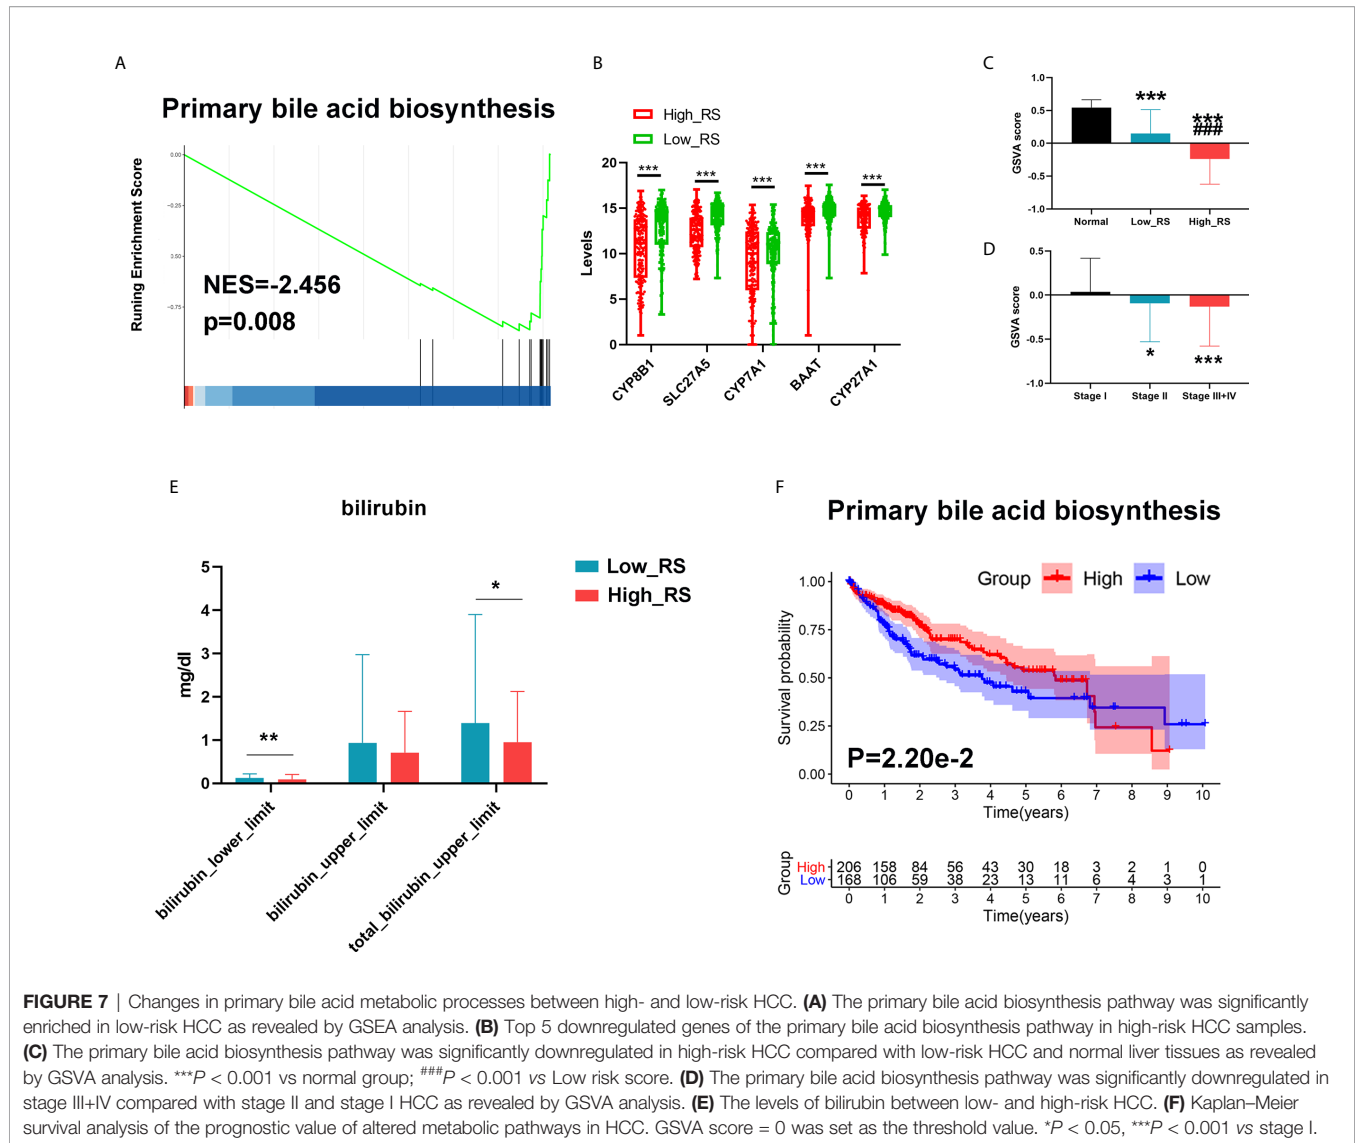 A
Primary bile acid biosynthesis
Runing Enrichment Score
0.00
-0.25
0.50
-0.75
NES=-2.456
p=0.008
B
High_RS
Low_RS
Levels
20
15
10
5
0
***
***
***
***
***
CYP8B1
SLC27A5
CYP7A1
BAAT
CYP27A1
C
GSVA score
1.0
0.5
0.0
-0.5
-1.0
***
***
###
Normal
Low_RS
High_RS
D
GSVA score
0.5
0.0
-0.5
-1.0
*
***
Stage I
Stage II
Stage III+IV
E
bilirubin
mg/dl
5
4
3
2
1
0
**
*
Low_RS
High_RS
bilirubin_lower_limit
bilirubin_upper_limit
total_bilirubin_upper_limit
F
Primary bile acid biosynthesis
Group High Low
Survival probability
1.00
0.75
0.50
0.25
0.00
P=2.20e-2
0 1 2 3 4 5 6 7 8 9 10
Time(years)
Group
High 206 158 84 56 43 30 18 3 2 1 0
Low 168 106 59 38 23 13 11 6 4 3 1
0 1 2 3 4 5 6 7 8 9 10
Time(years)
FIGURE 7 | Changes in primary bile acid metabolic processes between high- and low-risk HCC. (A) The primary bile acid biosynthesis pathway was significantly
enriched in low-risk HCC as revealed by GSEA analysis. (B) Top 5 downregulated genes of the primary bile acid biosynthesis pathway in high-risk HCC samples.
(C) The primary bile acid biosynthesis pathway was significantly downregulated in high-risk HCC compared with low-risk HCC and normal liver tissues as revealed
by GSVA analysis. ***P < 0.001 vs normal group; ###P < 0.001 vs Low risk score. (D) The primary bile acid biosynthesis pathway was significantly downregulated in
stage III+IV compared with stage II and stage I HCC as revealed by GSVA analysis. (E) The levels of bilirubin between low- and high-risk HCC. (F) Kaplan–Meier
survival analysis of the prognostic value of altered metabolic pathways in HCC. GSVA score = 0 was set as the threshold value. *P < 0.05, ***P < 0.001 vs stage I.